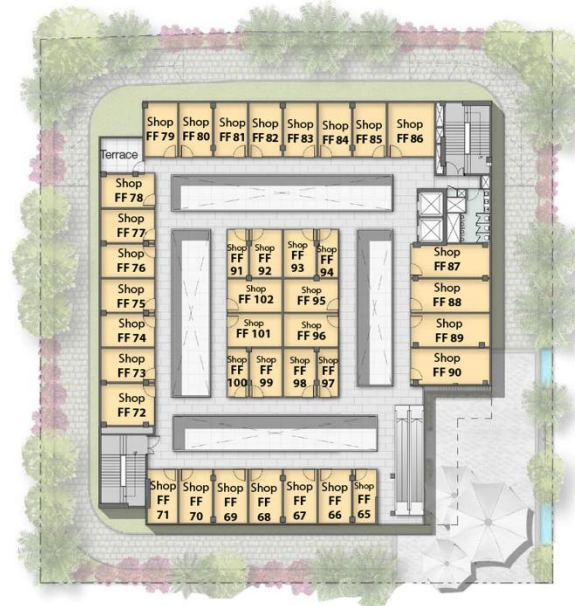 Shop
FF 79
Shop
FF 80
Shop
FF 81
Shop
FF 82
Shop
FF 83
Shop
FF 84
Shop
FF 85
Shop
FF 86
Terrace
Shop
FF 78
Shop
FF 77
Shop
FF 76
Shop
FF 75
Shop
FF 74
Shop
FF 73
Shop
FF 72
Shop
FF
91
Shop
FF
92
Shop
FF
93
Shop
FF
94
Shop
FF 102
Shop
FF 95
Shop
FF 101
Shop
FF 96
Shop
FF
100
Shop
FF
99
Shop
FF
98
Shop
FF
97
Shop
FF 87
Shop
FF 88
Shop
FF 89
Shop
FF 90
Shop
FF
71
Shop
FF
70
Shop
FF
69
Shop
FF
68
Shop
FF
67
Shop
FF
66
Shop
FF
65